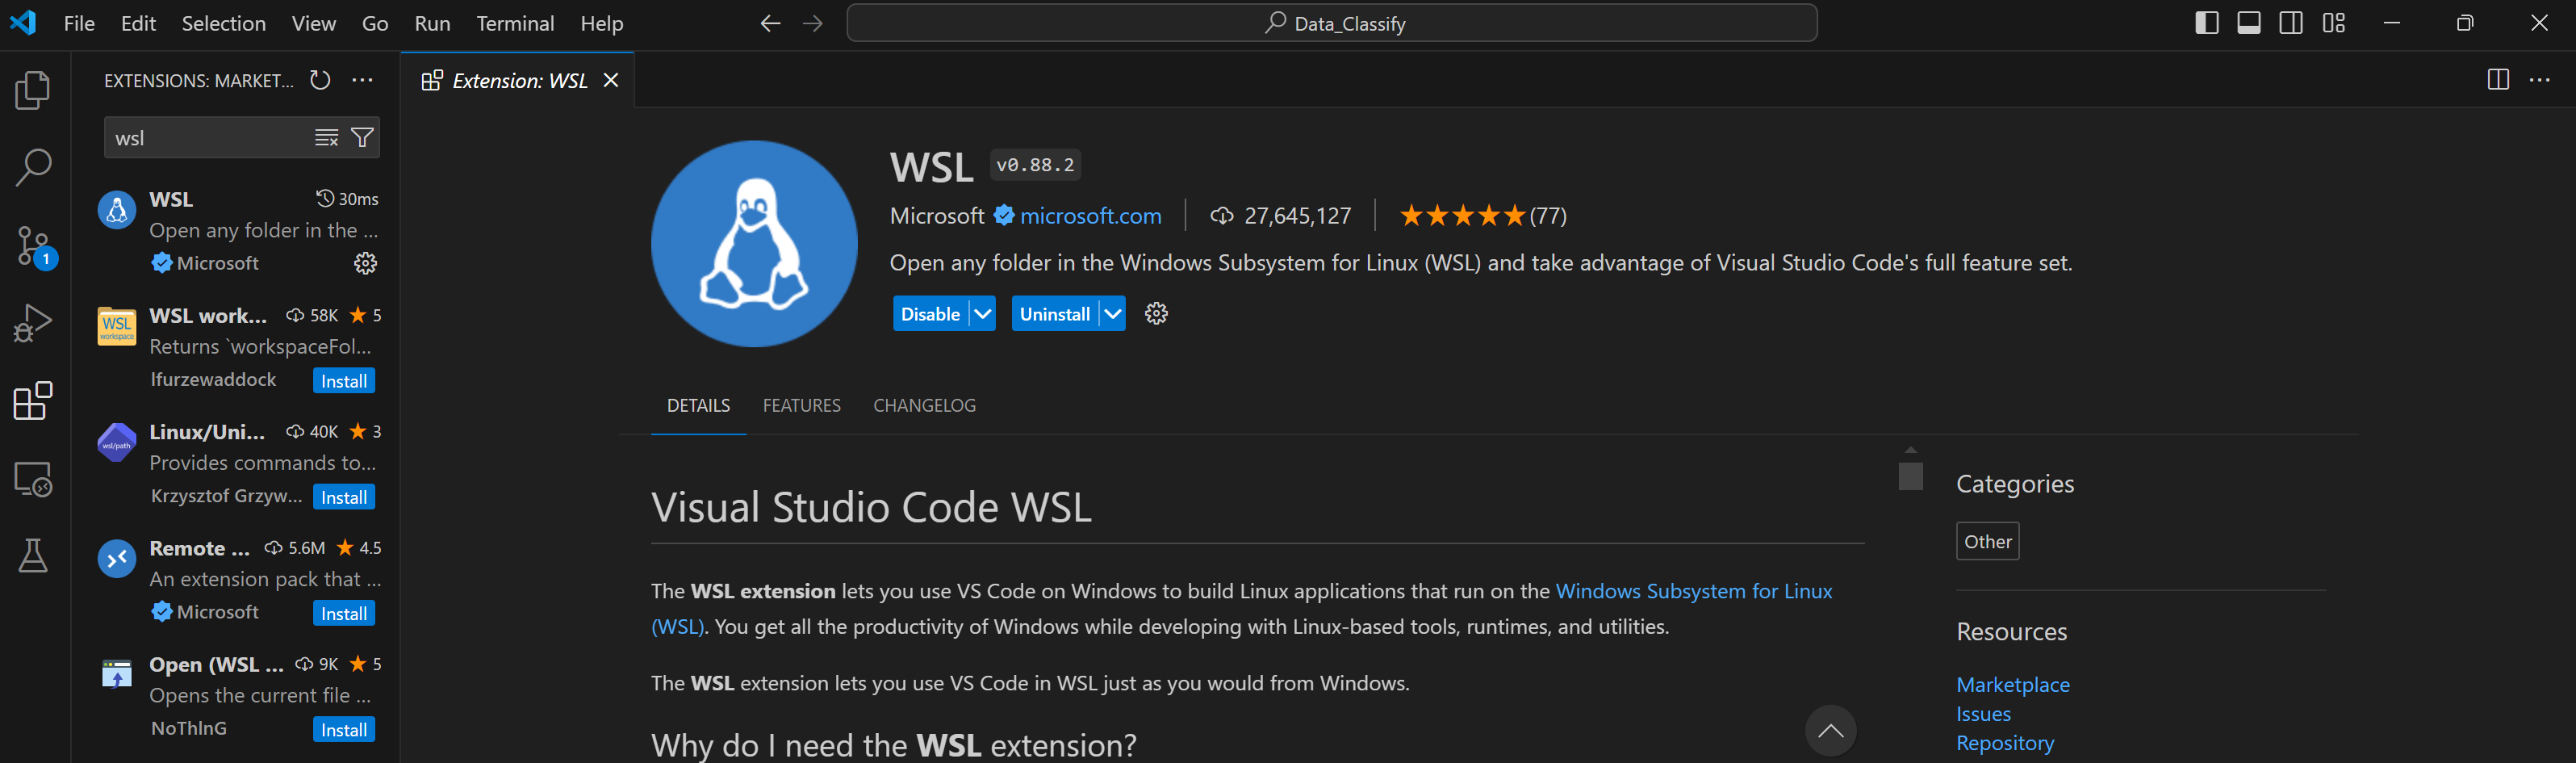 File Edit Selection View Go Run Terminal Help
Data_Classify
EXTENSIONS: MARKET...
wsl
WSL 30ms
Open any folder in the ...
Microsoft
1
WSL work... 58K 5
Returns `workspaceFol...
lfurzewaddock Install
WSL
workspace
Linux/Uni... 40K 3
Provides commands to...
Krzysztof Grzyw... Install
wsl/path
Remote ... 5.6M 4.5
An extension pack that ...
Microsoft Install
Open (WSL ... 9K 5
Opens the current file ...
NoThlnG Install
Extension: WSL
WSL v0.88.2
Microsoft microsoft.com 27,645,127 (77)
Open any folder in the Windows Subsystem for Linux (WSL) and take advantage of Visual Studio Code's full feature set.
Disable Uninstall
DETAILS FEATURES CHANGELOG
Visual Studio Code WSL
The WSL extension lets you use VS Code on Windows to build Linux applications that run on the Windows Subsystem for Linux
(WSL). You get all the productivity of Windows while developing with Linux-based tools, runtimes, and utilities.
The WSL extension lets you use VS Code in WSL just as you would from Windows.
Why do I need the WSL extension?
Categories
Other
Resources
Marketplace
Issues
Repository